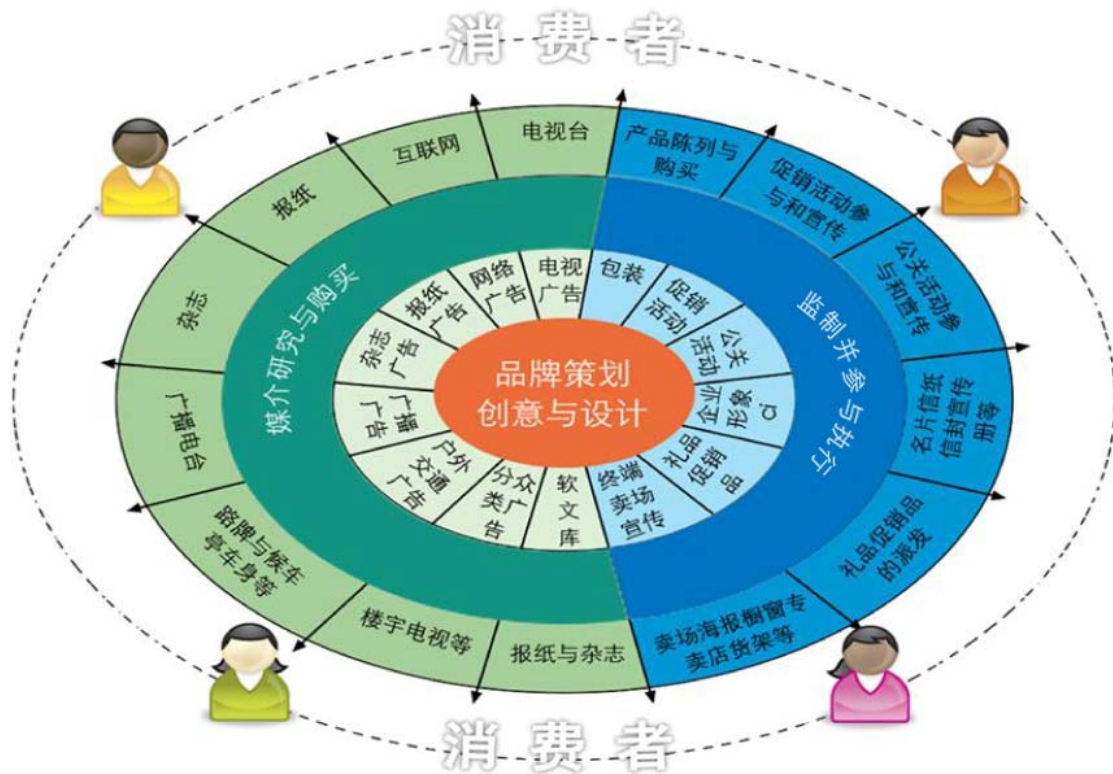 消费者
电视台
产品陈列与
购买
促销活动参
与和宣传
公关活动参
与和宣传
名片信纸
信封宣传
册等
礼品促销品
的派发
卖场海报橱窗专
卖店货架等
报纸与杂志
楼宇电视等
路牌与候车
亭车身等
广播电台
杂志
报纸
互联网
媒介研究与购买
监制并参与执行
电视
广告
包装
促销
活动
公关
活动
企业
形象
ci
礼品
促销
品
终端
卖场
宣传
软
文
库
分众
类广
告
户外
交通
广告
广播
广告
杂志
广告
报纸
广告
网络
广告
品牌策划
创意与设计
消费者